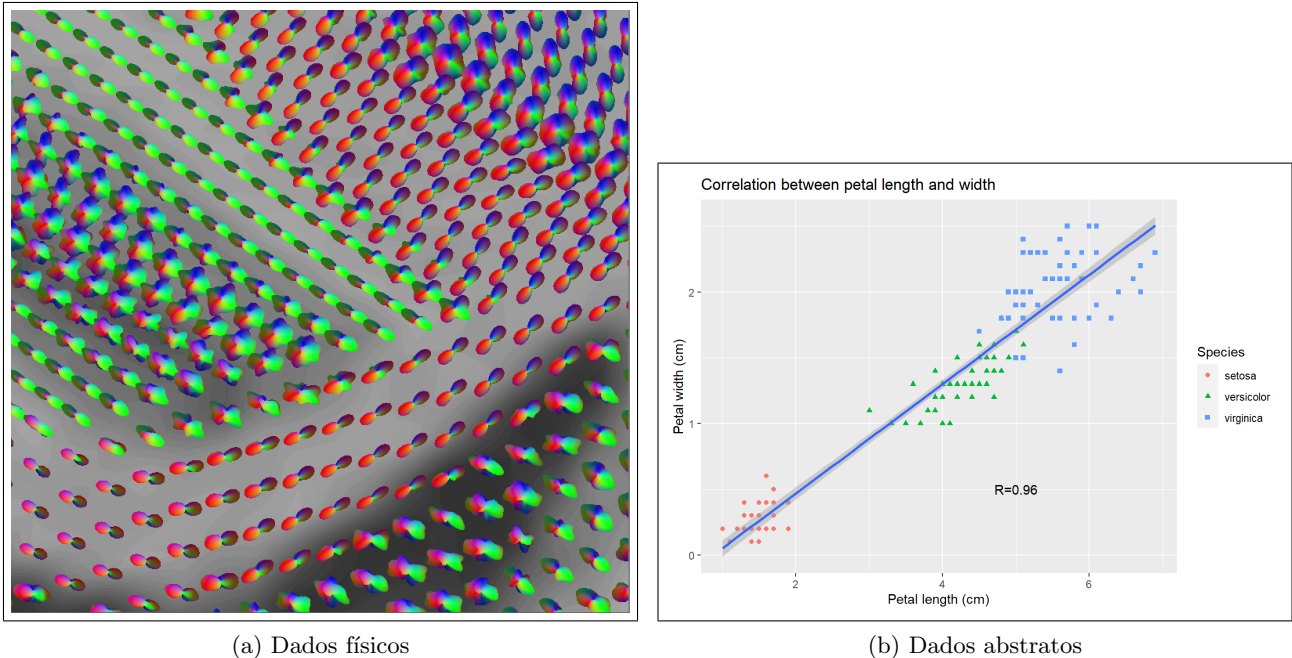 Correlation between petal length and width
Petal width (cm)
2
1
0
R=0.96
2
4
6
Petal length (cm)
Species
setosa
versicolor
virginica
(a) Dados físicos
(b) Dados abstratos